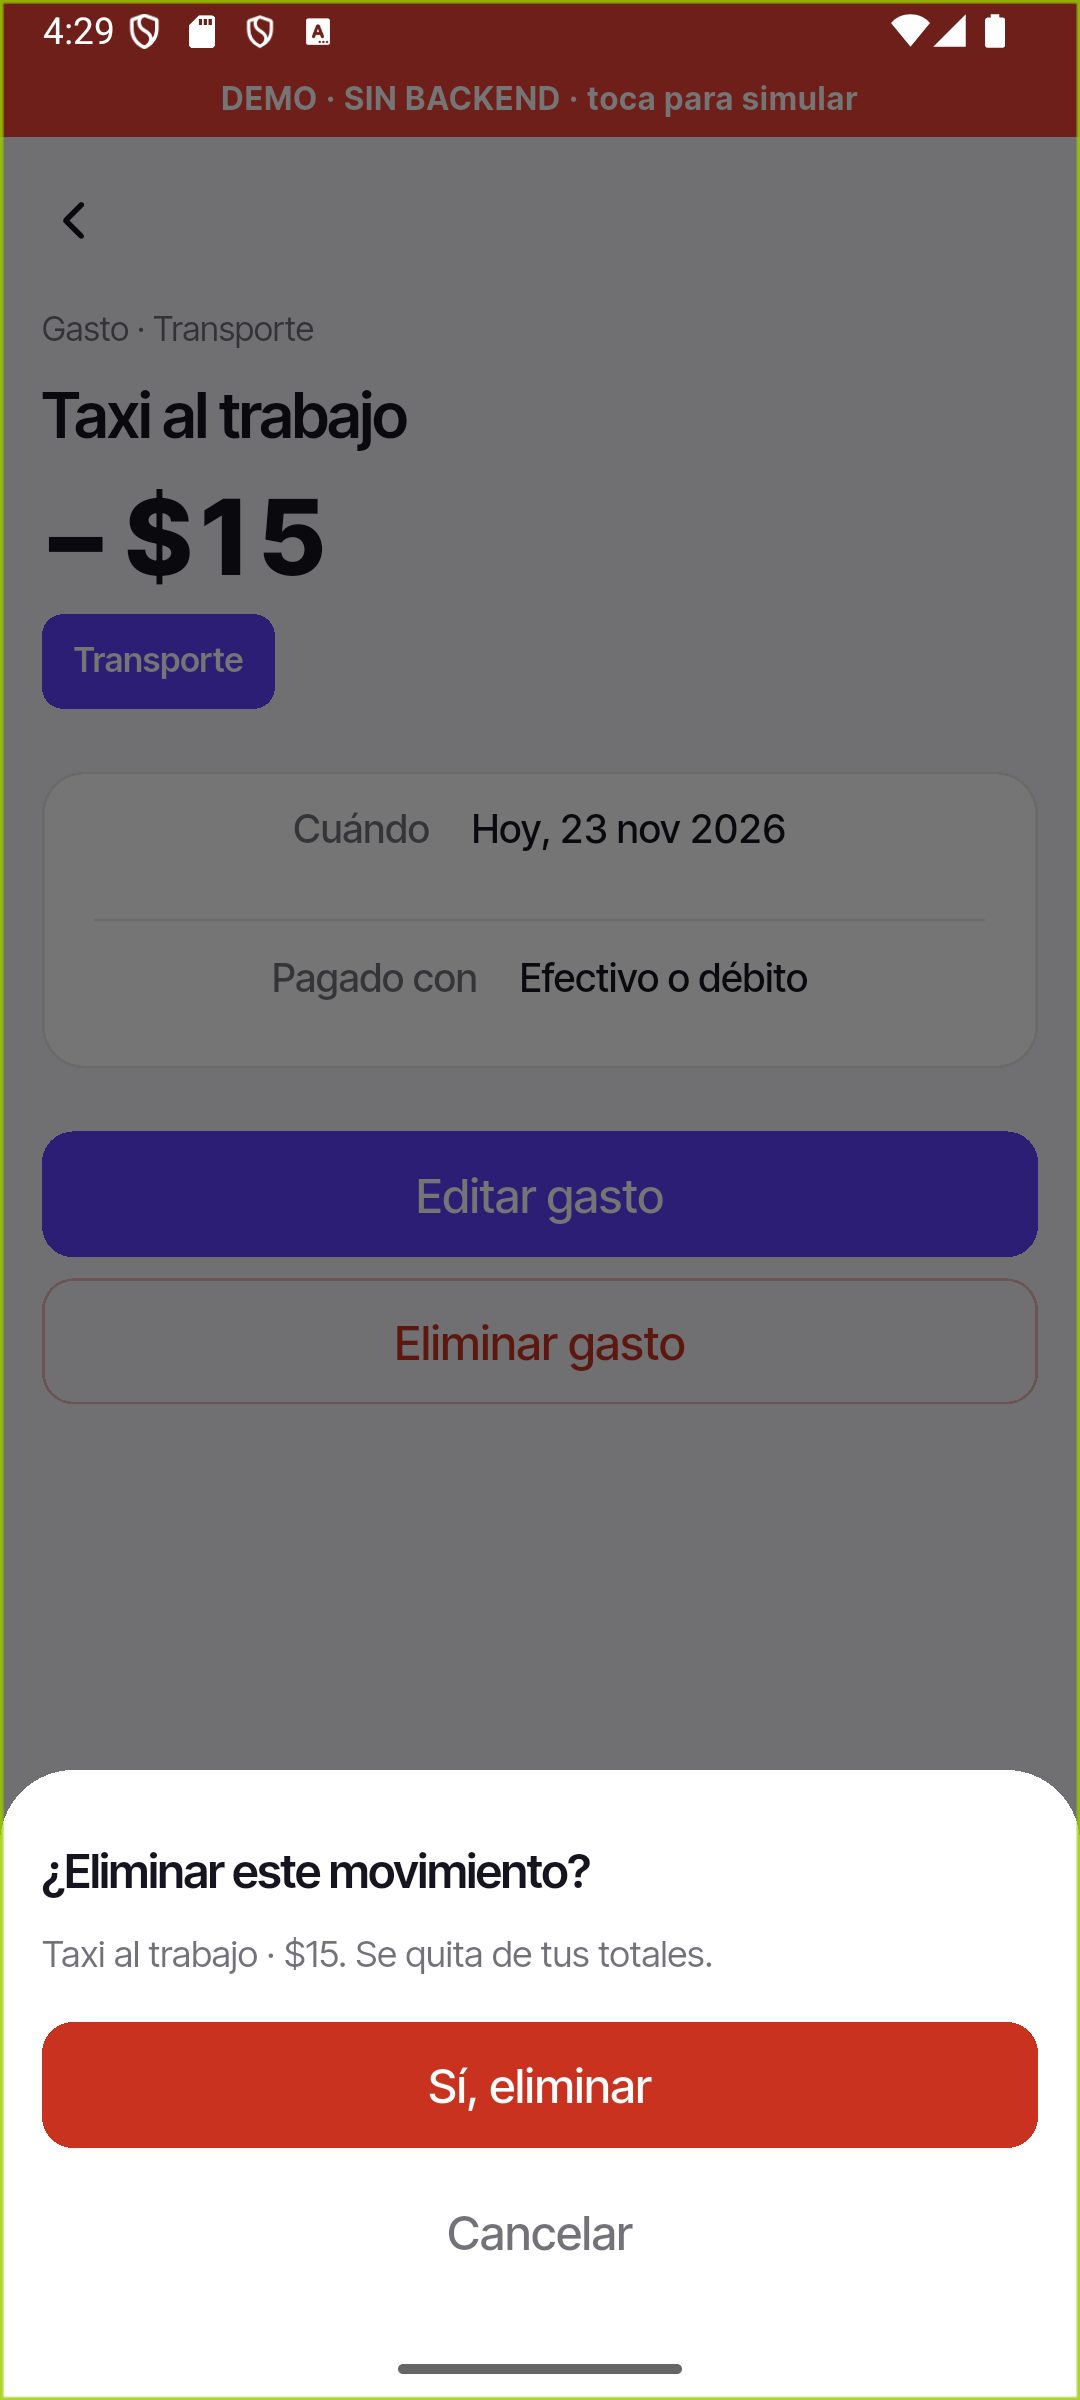 4:29
DEMO · SIN BACKEND · toca para simular
Gasto · Transporte
Taxi al trabajo
– $15
Transporte
Cuándo Hoy, 23 nov 2026
Pagado con Efectivo o débito
Editar gasto
Eliminar gasto
¿Eliminar este movimiento?
Taxi al trabajo · $15. Se quita de tus totales.
Sí, eliminar
Cancelar